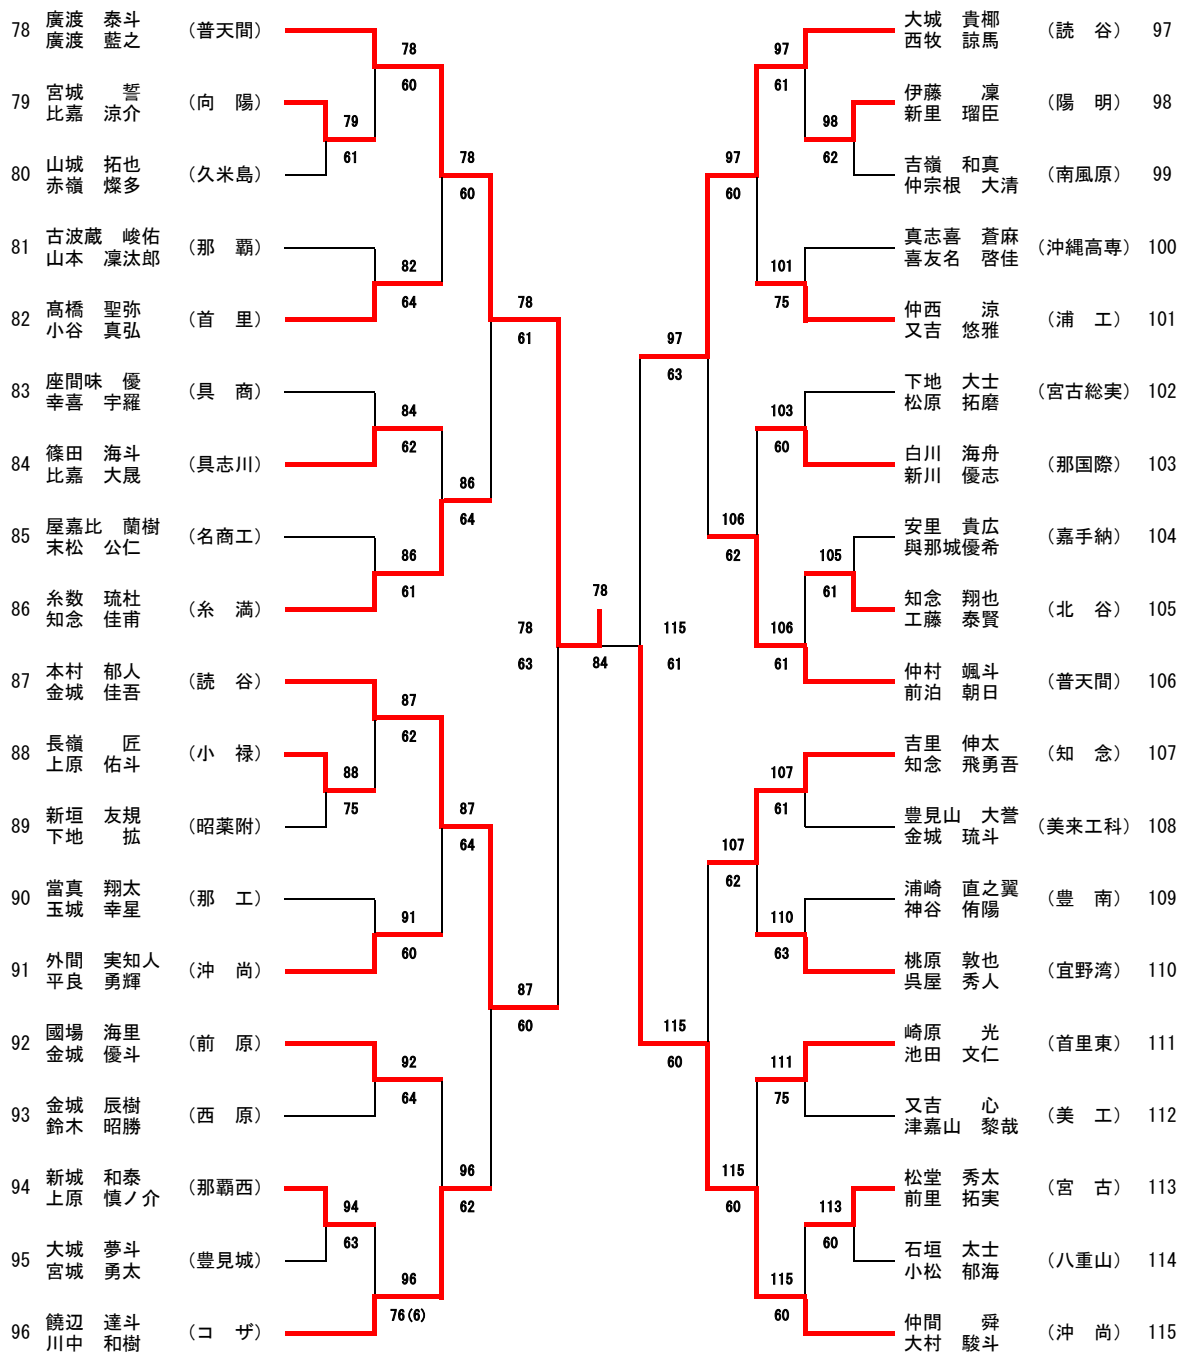 78 廣渡　泰斗 （普天間）
廣渡　藍之
79 宮城　　誓 （向　陽）
比嘉　涼介
80 山城　拓也 （久米島）
赤嶺　燦多
81 古波蔵　峻佑 （那　覇）
山本　凜汰郎
82 髙橋　聖弥 （首　里）
小谷　真弘
83 座間味　優 （具　商）
幸喜　宇羅
84 篠田　海斗 （具志川）
比嘉　大晟
85 屋嘉比　蘭樹 （名商工）
末松　公仁
86 糸数　琉杜 （糸　満）
知念　佳甫
87 本村　郁人 （読　谷）
金城　佳吾
88 長嶺　　匠 （小　禄）
上原　佑斗
89 新垣　友規 （昭薬附）
下地　　拡
90 當真　翔太 （那　工）
玉城　幸星
91 外間　実知人 （沖　尚）
平良　勇輝
92 國場　海里 （前　原）
金城　優斗
93 金城　辰樹 （西　原）
鈴木　昭勝
94 新城　和泰 （那覇西）
上原　慎ノ介
95 大城　夢斗 （豊見城）
宮城　勇太
96 饒辺　達斗 （コ　ザ）
川中　和樹
79
61
88
75
94
63
78
60
82
64
84
62
86
61
87
62
91
60
92
64
96
76(6)
78
60
86
64
87
64
96
62
78
61
87
60
78
63
78
84
115
61
97
63
115
60
97
60
106
62
107
62
115
60
97
61
101
75
103
60
106
61
107
61
110
63
111
75
115
60
98
62
105
61
113
60
大城　貴椰 （読　谷） 97
西牧　諒馬
伊藤　　凜 （陽　明） 98
新里　瑠臣
吉嶺　和真 （南風原） 99
仲宗根　大清
真志喜　蒼麻 （沖縄高専） 100
喜友名　啓佳
仲西　　涼 （浦　工） 101
又吉　悠雅
下地　大士 （宮古総実） 102
松原　拓磨
白川　海舟 （那国際） 103
新川　優志
安里　貴広 （嘉手納） 104
與那城優希
知念　翔也 （北　谷） 105
工藤　泰賢
仲村　颯斗 （普天間） 106
前泊　朝日
吉里　伸太 （知　念） 107
知念　飛勇吾
豊見山　大誉 （美来工科） 108
金城　琉斗
浦崎　直之翼 （豊　南） 109
神谷　侑陽
桃原　敦也 （宜野湾） 110
呉屋　秀人
崎原　　光 （首里東） 111
池田　文仁
又吉　　心 （美　工） 112
津嘉山　黎哉
松堂　秀太 （宮　古） 113
前里　拓実
石垣　太士 （八重山） 114
小松　郁海
仲間　　舜 （沖　尚） 115
大村　駿斗